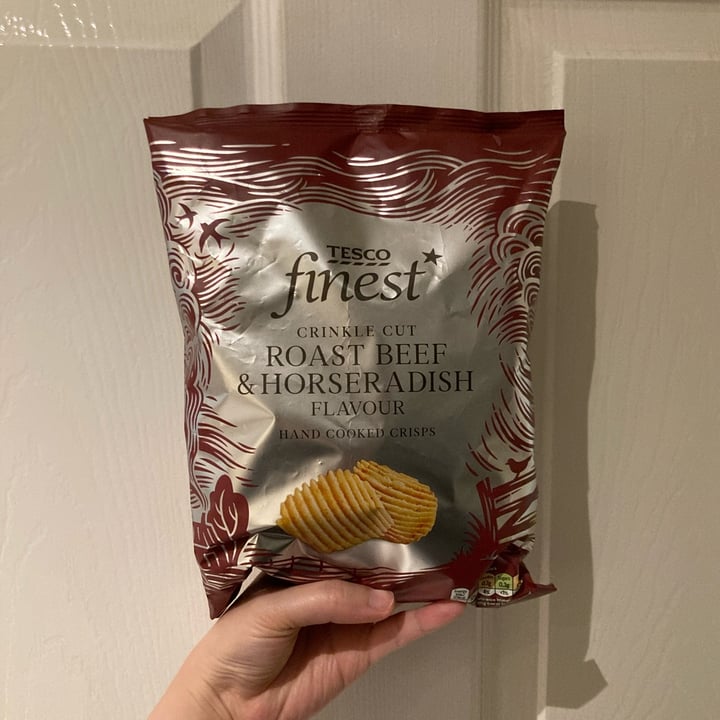 TESCO
finest
CRINKLE CUT
ROAST BEEF
& HORSERADISH
FLAVOUR
HAND COOKED CRISPS